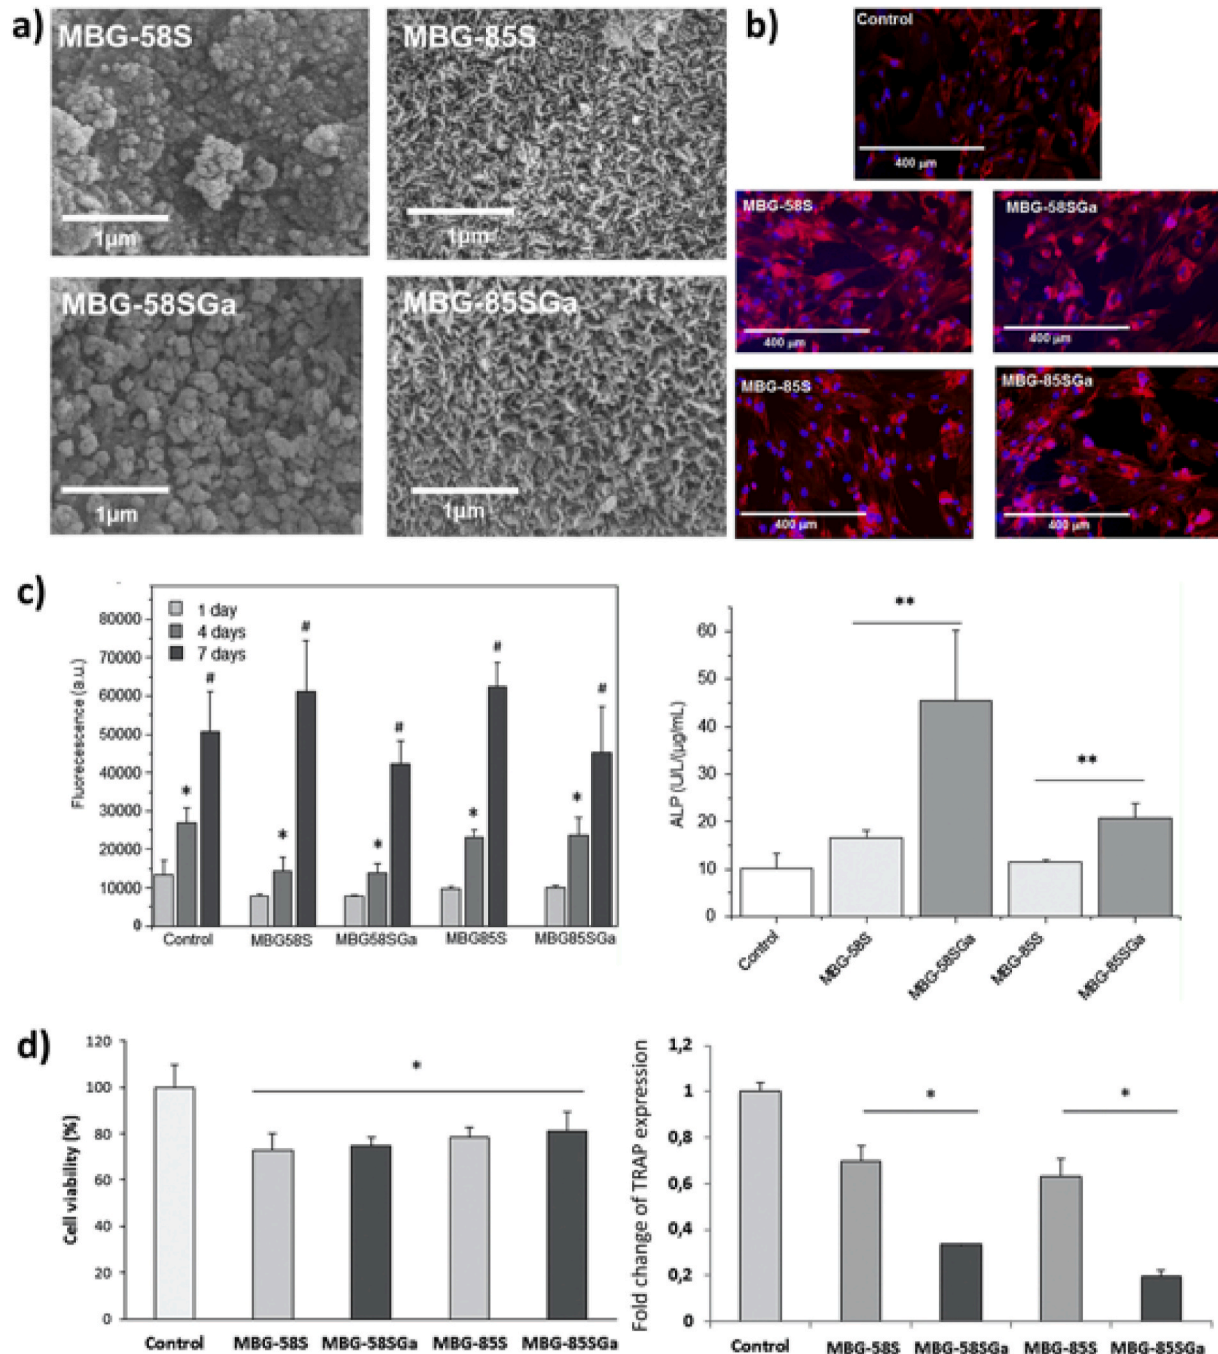 a)
MBG-58S
1µm
MBG-85S
1µm
MBG-58SGa
1µm
MBG-85SGa
1µm
b)
Control
400 µm
MBG-58S
400 µm
MBG-58SGa
400 µm
MBG-85S
400 µm
MBG-85SGa
400 µm
c)
Fluorescence (a.u.)
80000
70000
60000
50000
40000
30000
20000
10000
0
1 day
4 days
7 days
* #
* #
* #
* #
* #
Control
MBG58S
MBG58SGa
MBG85S
MBG85SGa
ALP (U/L/(µg/mL)
60
50
40
30
20
10
0
**
**
Control
MBG-58S
MBG-58SGa
MBG-85S
MBG-85SGa
d)
Cell viability (%)
120
100
80
60
40
20
0
*
Control
MBG-58S
MBG-58SGa
MBG-85S
MBG-85SGa
Fold change of TRAP expression
1,2
1
0,8
0,6
0,4
0,2
0
*
*
Control
MBG-58S
MBG-58SGa
MBG-85S
MBG-85SGa